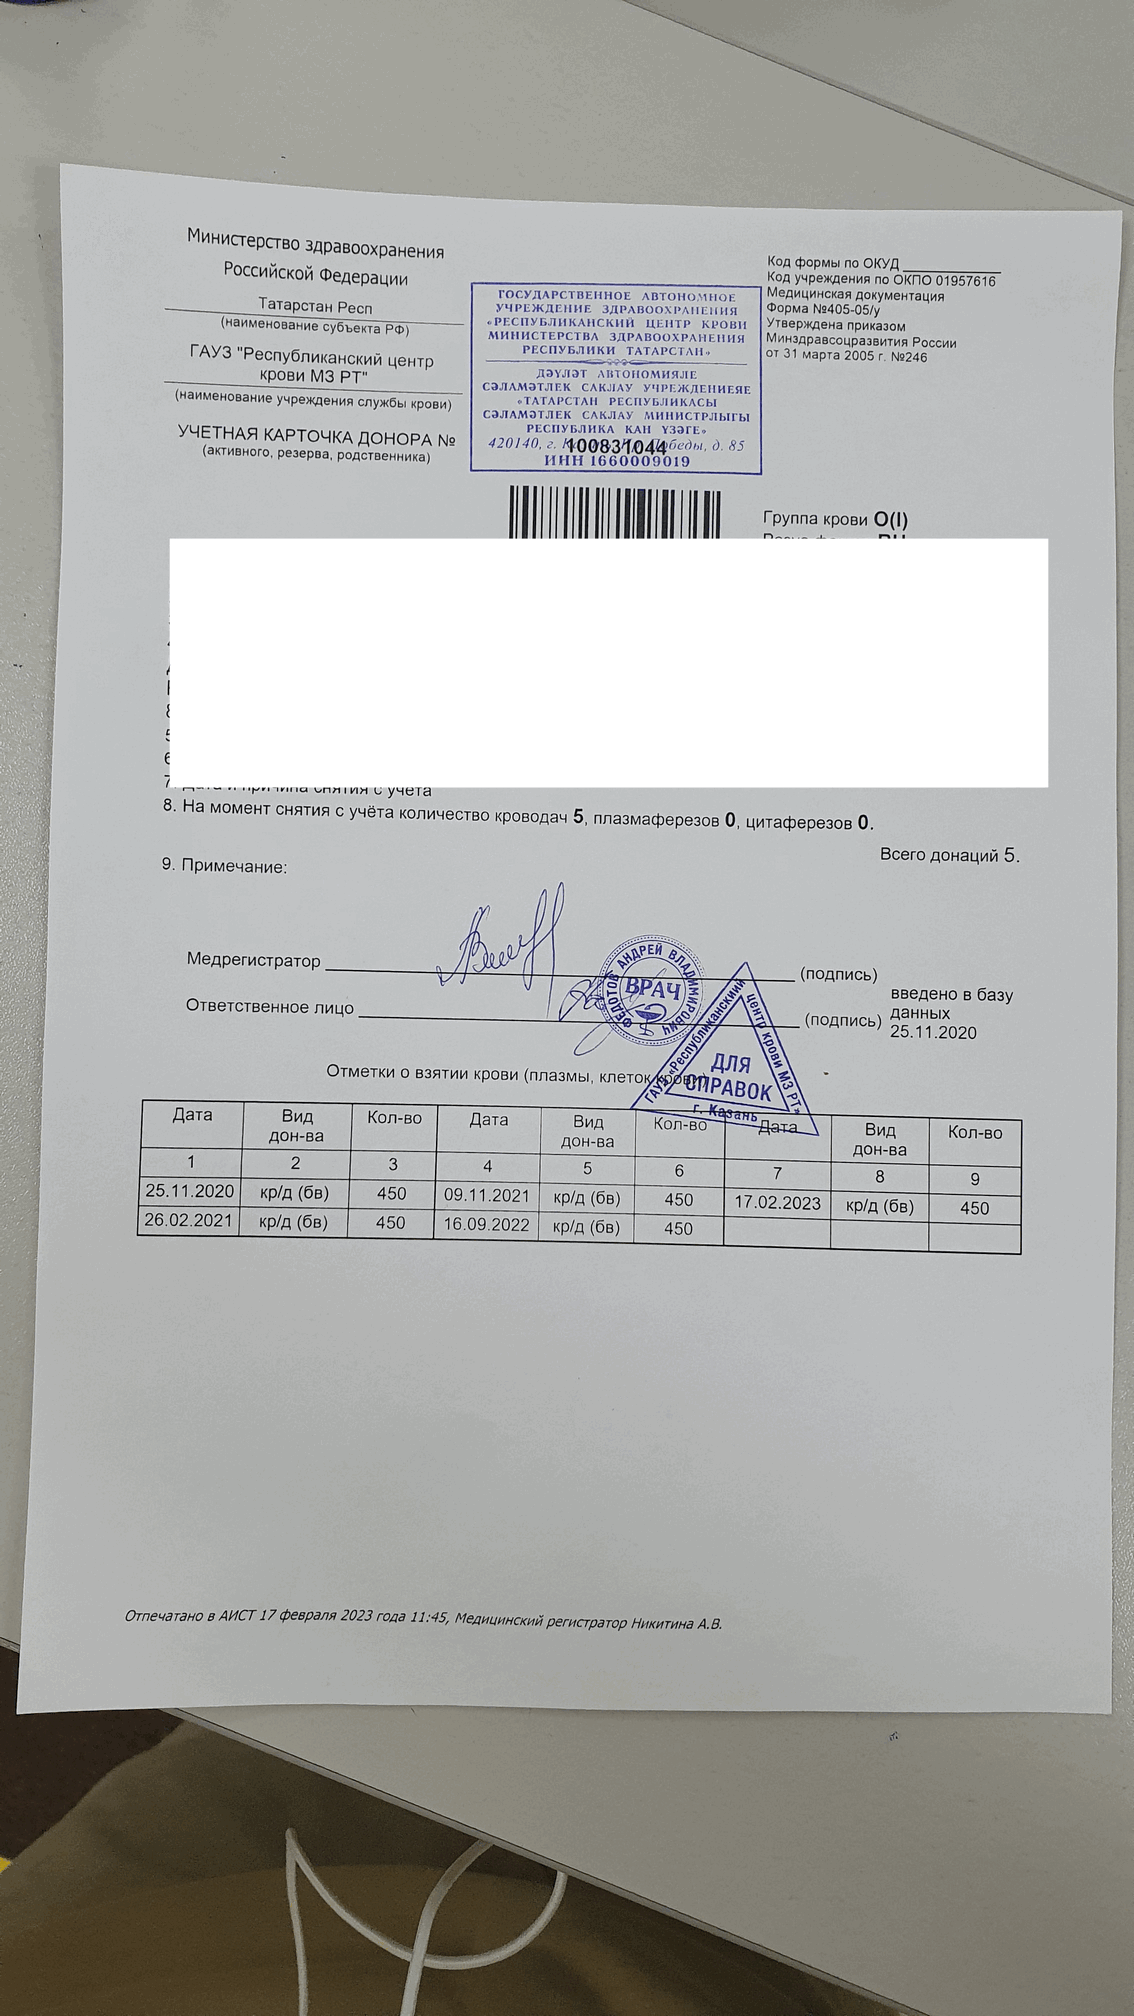 Министерство здравоохранения
Российской Федерации
Татарстан Респ
(наименование субъекта РФ)
ГАУЗ "Республиканский центр
крови МЗ РТ"
(наименование учреждения службы крови)
УЧЕТНАЯ КАРТОЧКА ДОНОРА №
(активного, резерва, родственника)
ГОСУДАРСТВЕННОЕ АВТОНОМНОЕ
УЧРЕЖДЕНИЕ ЗДРАВООХРАНЕНИЯ
«РЕСПУБЛИКАНСКИЙ ЦЕНТР КРОВИ
МИНИСТЕРСТВА ЗДРАВООХРАНЕНИЯ
РЕСПУБЛИКИ ТАТАРСТАН»
ДӘҮЛӘТ АВТОНОМИЯЛЕ
СӘЛАМӘТЛЕК САКЛАУ УЧРЕЖДЕНИЕЯЕ
«ТАТАРСТАН РЕСПУБЛИКАСЫ
СӘЛАМӘТЛЕК САКЛАУ МИНИСТРЛЫГЫ
РЕСПУБЛИКА КАН ҮЗӘГЕ»
420140, г. Победы, д. 85
100831044
ИНН 1660009019
Код формы по ОКУД
Код учреждения по ОКПО 01957616
Медицинская документация
Форма №405-05/у
Утверждена приказом
Минздравсоцразвития России
от 31 марта 2005 г. №246
Группа крови O(I)
7. Дата и причина снятия с учёта
8. На момент снятия с учёта количество кроводач 5, плазмаферезов 0, цитаферезов 0.
Всего донаций 5.
9. Примечание:
Медрегистратор (подпись)
Ответственное лицо (подпись)
введено в базу
данных
25.11.2020
ФЕДОТОВ АНДРЕЙ ВЛАДИМИРОВИЧ
ВРАЧ
ГАУЗ «Республиканский центр крови МЗ РТ»
ДЛЯ
СПРАВОК
г. Казань
Отметки о взятии крови (плазмы, клеток крови)
Дата Вид дон-ва Кол-во Дата Вид дон-ва Кол-во Дата Вид дон-ва Кол-во
1 2 3 4 5 6 7 8 9
25.11.2020 кр/д (бв) 450 09.11.2021 кр/д (бв) 450 17.02.2023 кр/д (бв) 450
26.02.2021 кр/д (бв) 450 16.09.2022 кр/д (бв) 450
Отпечатано в АИСТ 17 февраля 2023 года 11:45, Медицинский регистратор Никитина А.В.